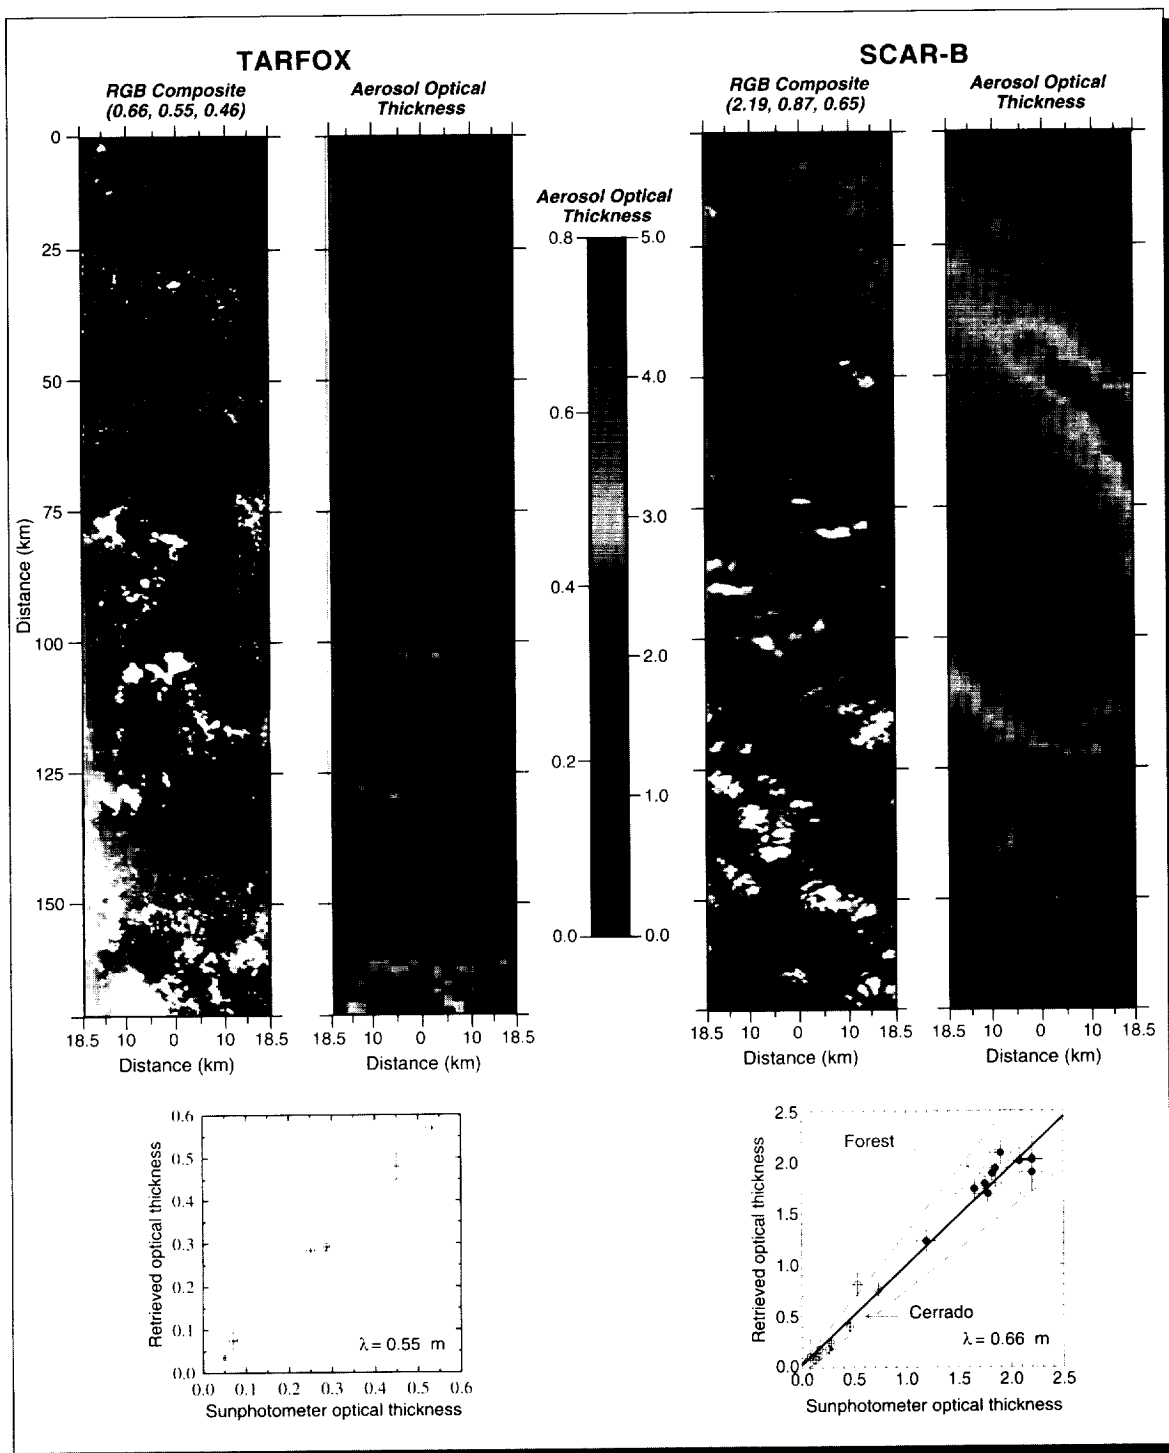 TARFOX
SCAR-B
RGB Composite
(0.66, 0.55, 0.46)
Aerosol Optical
Thickness
RGB Composite
(2.19, 0.87, 0.65)
Aerosol Optical
Thickness
Aerosol Optical
Thickness
0
25
50
75
100
125
150
Distance (km)
0.8
0.6
0.4
0.2
0.0
5.0
4.0
3.0
2.0
1.0
0.0
18.5 10 0 10 18.5
Distance (km)
18.5 10 0 10 18.5
Distance (km)
18.5 10 0 10 18.5
Distance (km)
18.5 10 0 10 18.5
Distance (km)
Retrieved optical thickness
0.6
0.5
0.4
0.3
0.2
0.1
0.0
λ = 0.55 m
0.0 0.1 0.2 0.3 0.4 0.5 0.6
Sunphotometer optical thickness
Retrieved optical thickness
2.5
2.0
1.5
1.0
0.5
0.0
Forest
Cerrado
λ = 0.66 m
0.0 0.5 1.0 1.5 2.0 2.5
Sunphotometer optical thickness